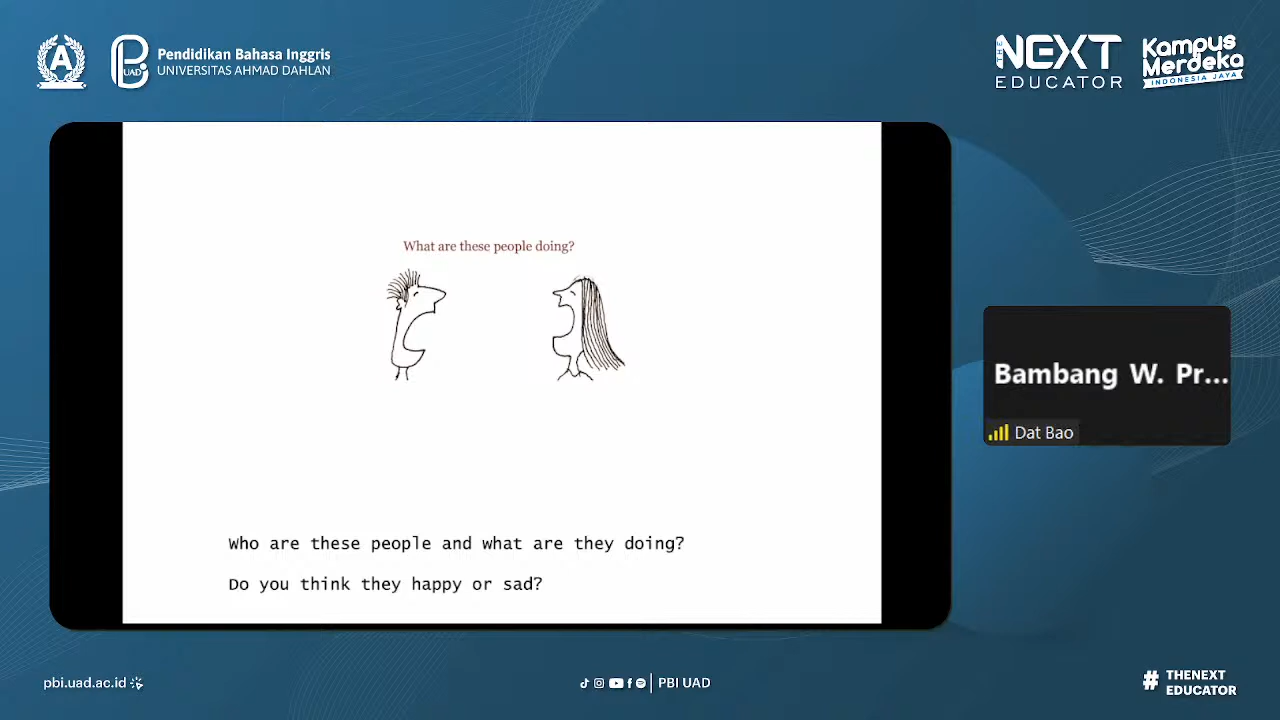 A
UAD
Pendidikan Bahasa Inggris
UNIVERSITAS AHMAD DAHLAN
THE NEXT
EDUCATOR
Kampus
Merdeka
INDONESIA JAYA
What are these people doing?
Who are these people and what are they doing?
Do you think they happy or sad?
Bambang W. Pr...
Dat Bao
pbi.uad.ac.id
PBI UAD
# THENEXT
EDUCATOR